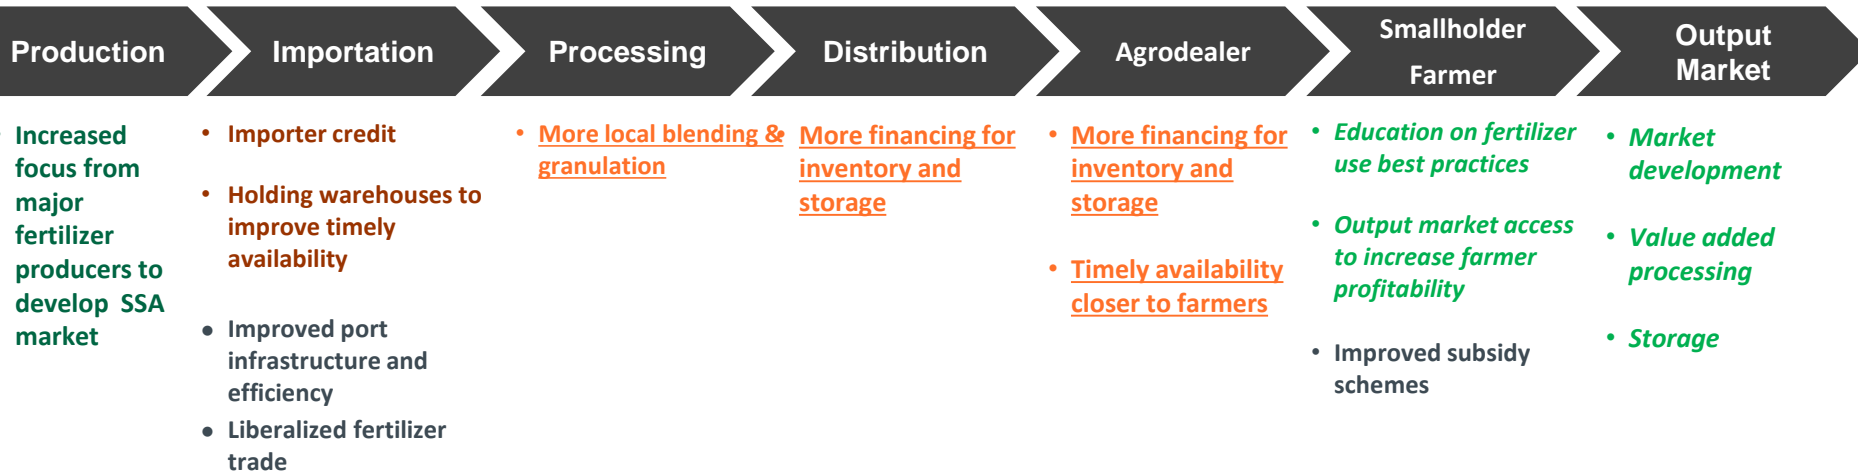 Production
Importation
Processing
Distribution
Agrodealer
Smallholder
Farmer
Output
Market
• Increased
focus from
major
fertilizer
producers to
develop SSA
market
• Importer credit
• Holding warehouses to
improve timely
availability
● Improved port
infrastructure and
efficiency
● Liberalized fertilizer
trade
• More local blending &
granulation
• More financing for
inventory and
storage
• More financing for
inventory and
storage
• Timely availability
closer to farmers
• Education on fertilizer
use best practices
• Output market access
to increase farmer
profitability
• Improved subsidy
schemes
• Market
development
• Value added
processing
• Storage